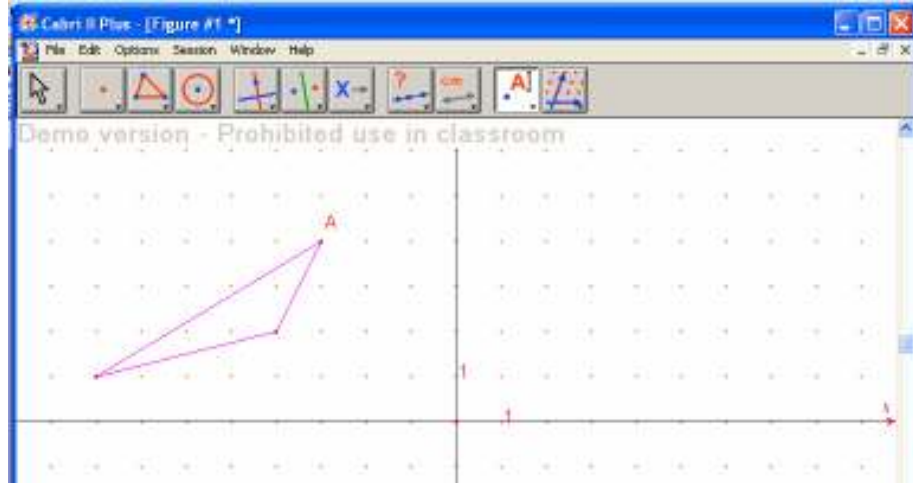 Cabri II Plus - [Figure #1 *]
File Edit Options Session Window Help
? cm A
X
Demo version - Prohibited use in classroom
A
1
1